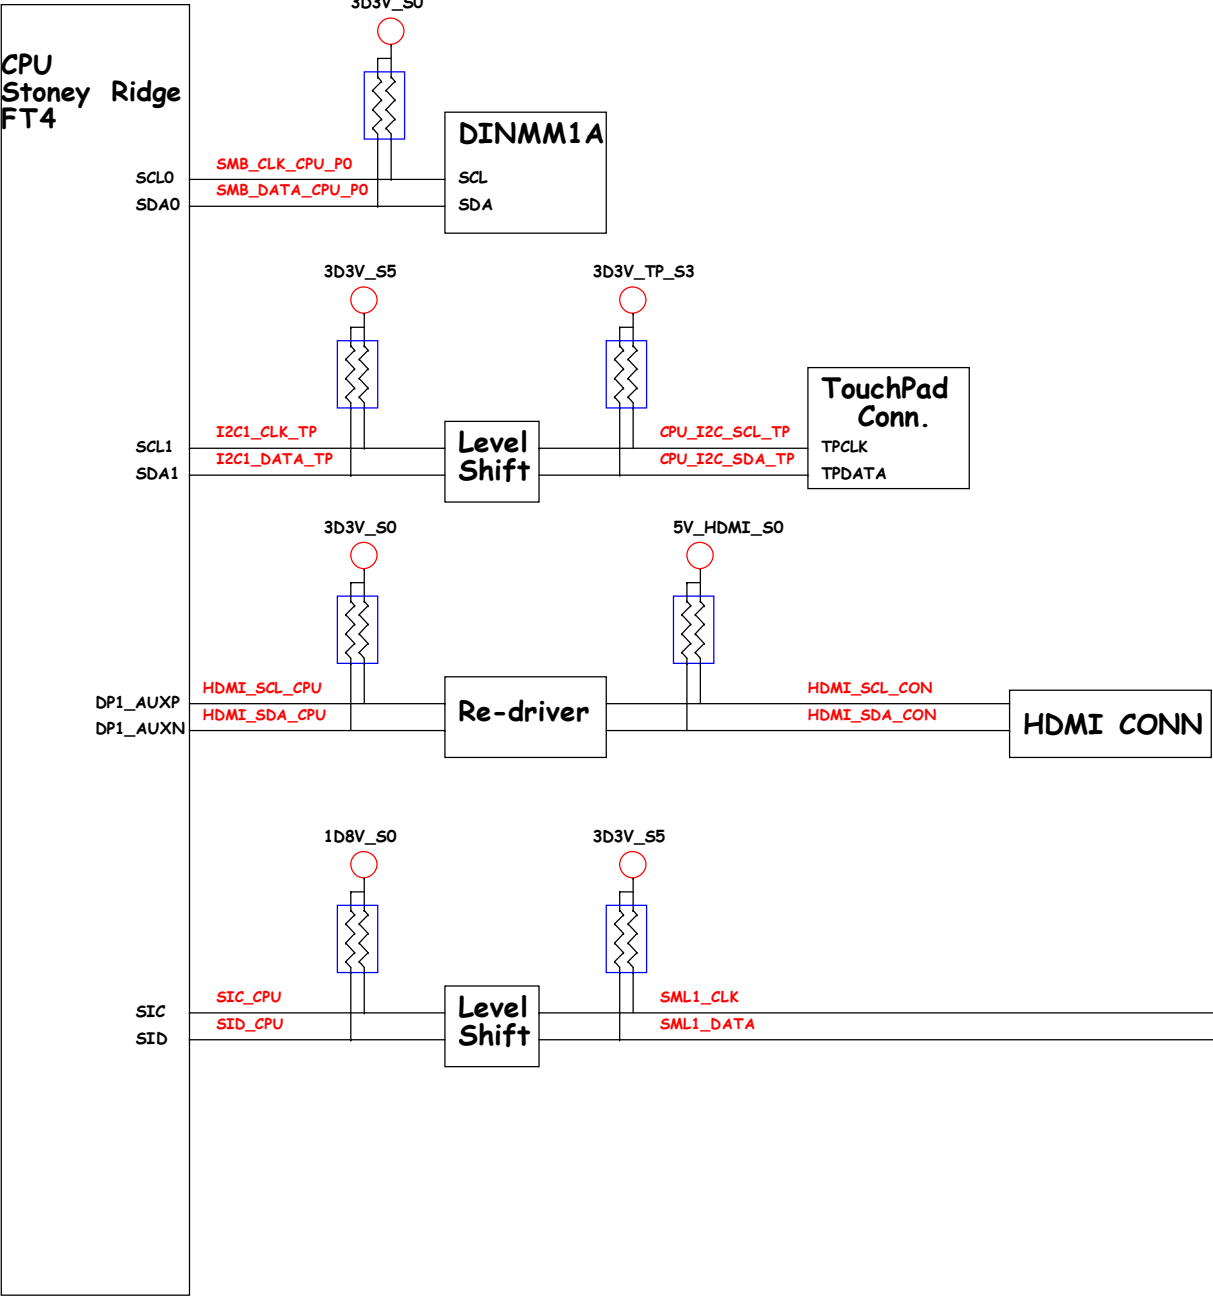 3D3V_S0
CPU
Stoney Ridge
FT4
DINMM1A
SMB_CLK_CPU_P0
SCL0
SCL
SMB_DATA_CPU_P0
SDA0
SDA
3D3V_S5
3D3V_TP_S3
TouchPad
Conn.
I2C1_CLK_TP
CPU_I2C_SCL_TP
SCL1
Level
TPCLK
I2C1_DATA_TP
CPU_I2C_SDA_TP
SDA1
Shift
TPDATA
3D3V_S0
5V_HDMI_S0
HDMI_SCL_CPU
HDMI_SCL_CON
DP1_AUXP
HDMI_SDA_CPU
Re-driver
HDMI_SDA_CON
DP1_AUXN
HDMI CONN
1D8V_S0
3D3V_S5
SIC_CPU
SML1_CLK
SIC
Level
SID_CPU
SML1_DATA
SID
Shift